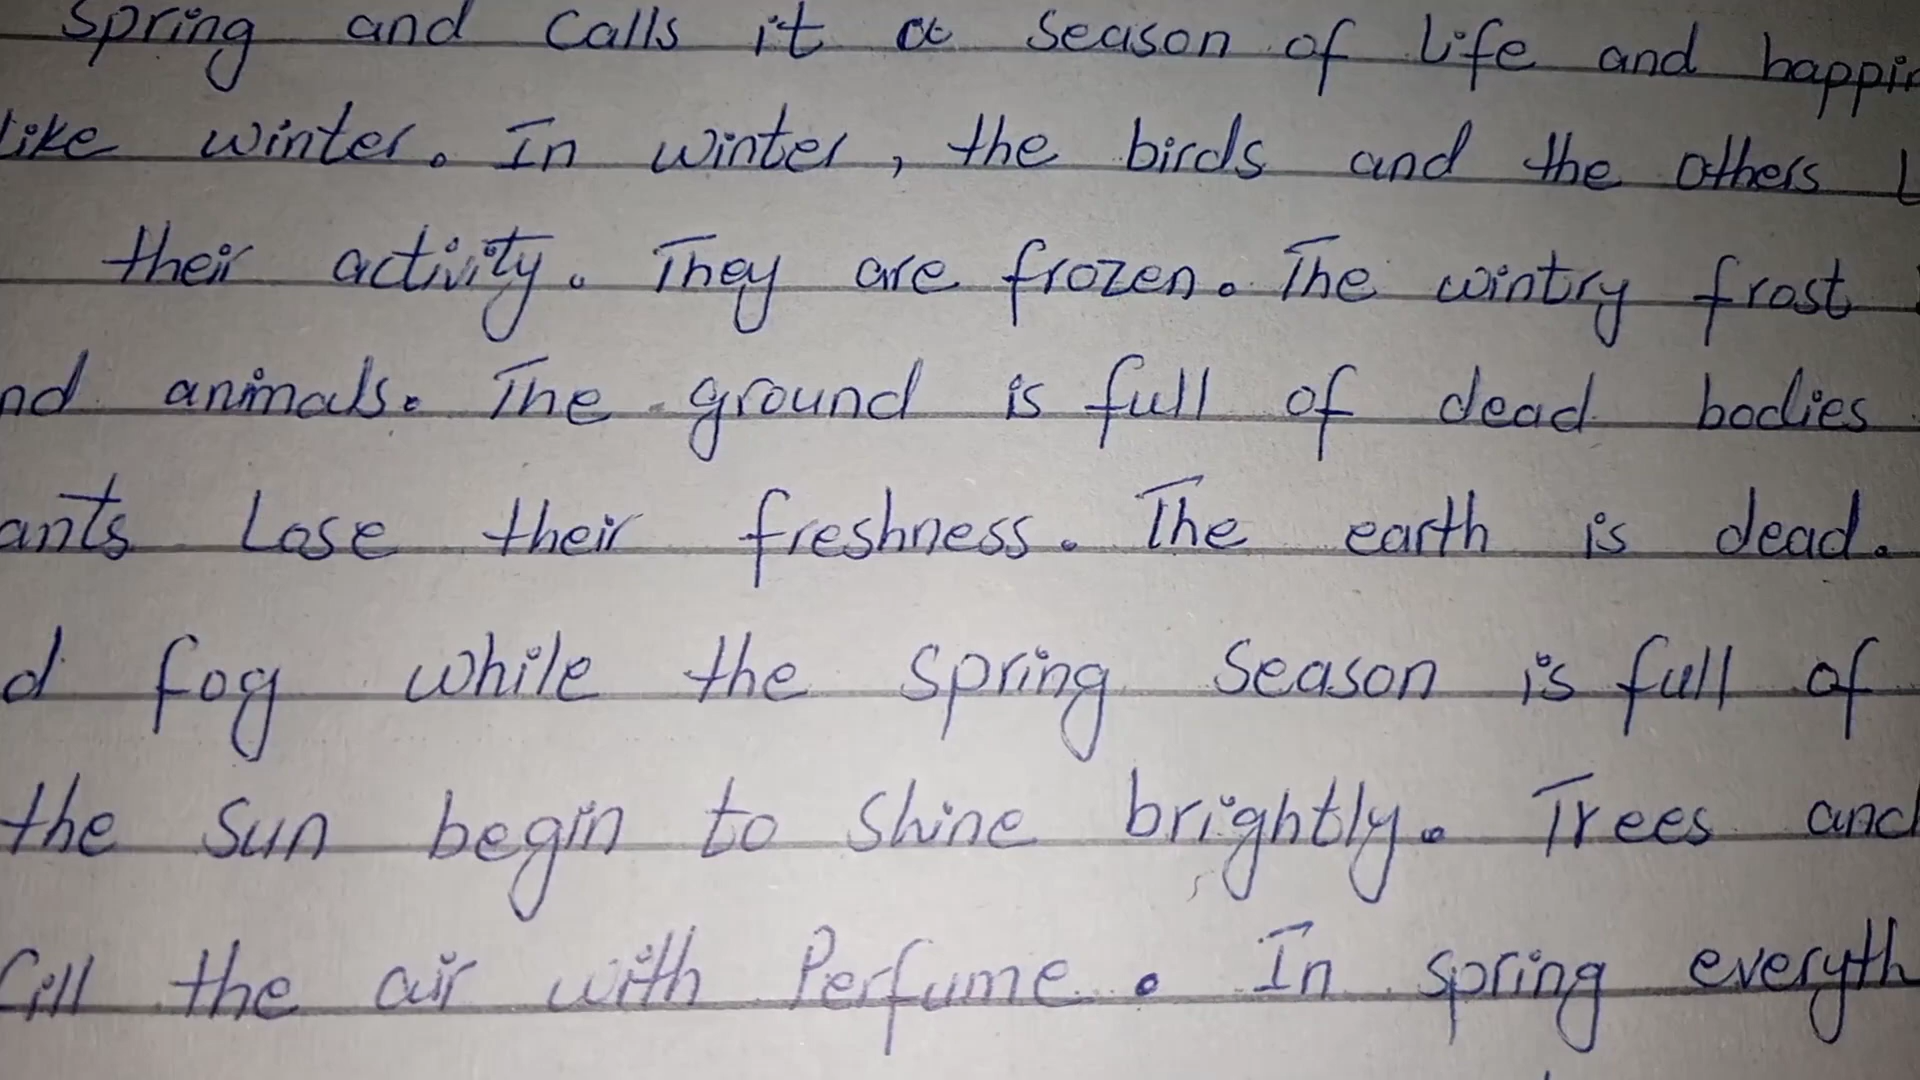 Spring and Calls it a Season of life and happin
like winter. In winter, the birds and the others L
their activity. They are frozen. The wintry frost
nd animals. The ground is full of dead bodies
ants Lose their freshness. The earth is dead.
d fog while the spring Season is full of
the Sun begin to Shine brightly. Trees and
fill the air with Perfume. In spring everyth